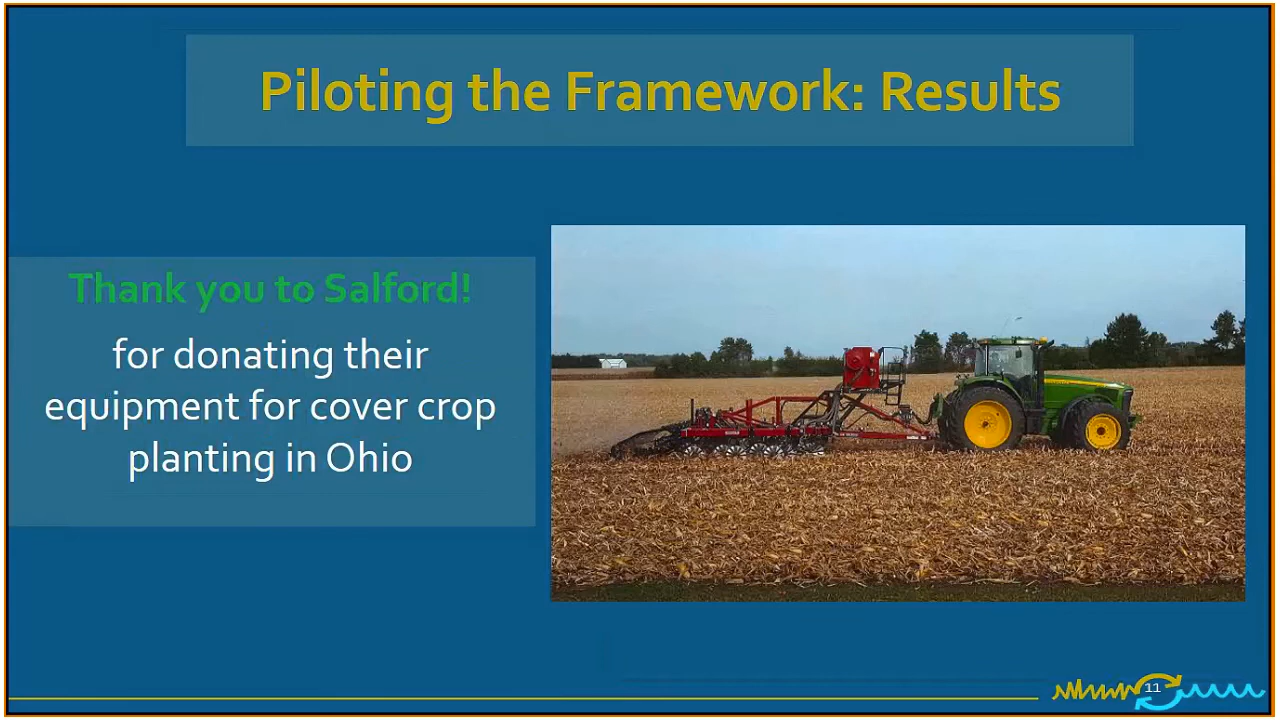 Piloting the Framework: Results
Thank you to Salford!
for donating their
equipment for cover crop
planting in Ohio
11